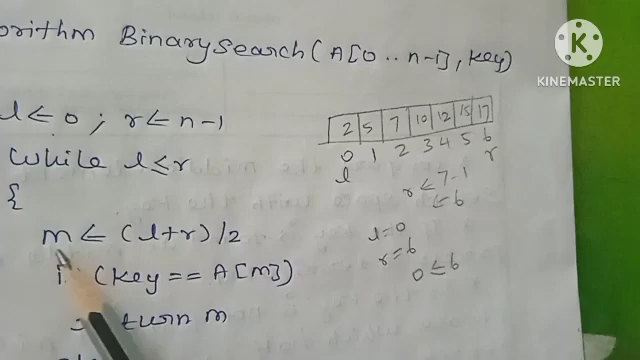 orithm BinarySearch(A[0..n-1], key)
l ← 0 ; r ← n-1
while l ≤ r
{
m ← (l+r)/2
(key == A[m])
turn m
2 5 7 10 12 15 17
0 1 2 3 4 5 6
l r
r ← 7-1
← 6
l=0
r=6
0 ≤ 6
K
KINEMASTER